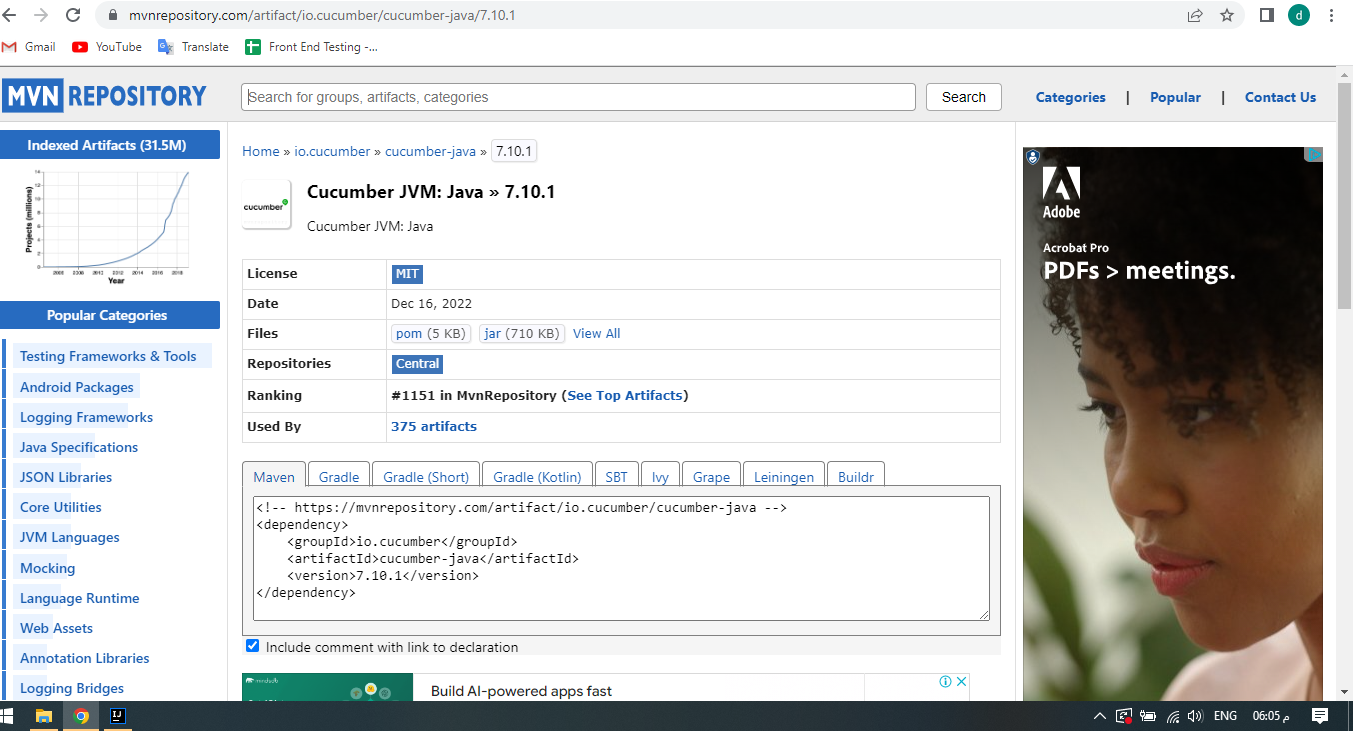 mvnrepository.com/artifact/io.cucumber/cucumber-java/7.10.1
d
Gmail YouTube Translate Front End Testing -...
MVN REPOSITORY
Search for groups, artifacts, categories
Search
Categories | Popular | Contact Us
Indexed Artifacts (31.5M)
Projects (millions)
Year
Popular Categories
Testing Frameworks & Tools
Android Packages
Logging Frameworks
Java Specifications
JSON Libraries
Core Utilities
JVM Languages
Mocking
Language Runtime
Web Assets
Annotation Libraries
Logging Bridges
Home » io.cucumber » cucumber-java » 7.10.1
cucumber
Cucumber JVM: Java » 7.10.1
Cucumber JVM: Java
License MIT
Date Dec 16, 2022
Files pom (5 KB) jar (710 KB) View All
Repositories Central
Ranking #1151 in MvnRepository (See Top Artifacts)
Used By 375 artifacts
Maven Gradle Gradle (Short) Gradle (Kotlin) SBT Ivy Grape Leiningen Buildr
<!-- https://mvnrepository.com/artifact/io.cucumber/cucumber-java -->
<dependency>
    <groupId>io.cucumber</groupId>
    <artifactId>cucumber-java</artifactId>
    <version>7.10.1</version>
</dependency>
Include comment with link to declaration
mindsdb
Build AI-powered apps fast
Adobe
Acrobat Pro
PDFs > meetings.
ENG 06:05 م